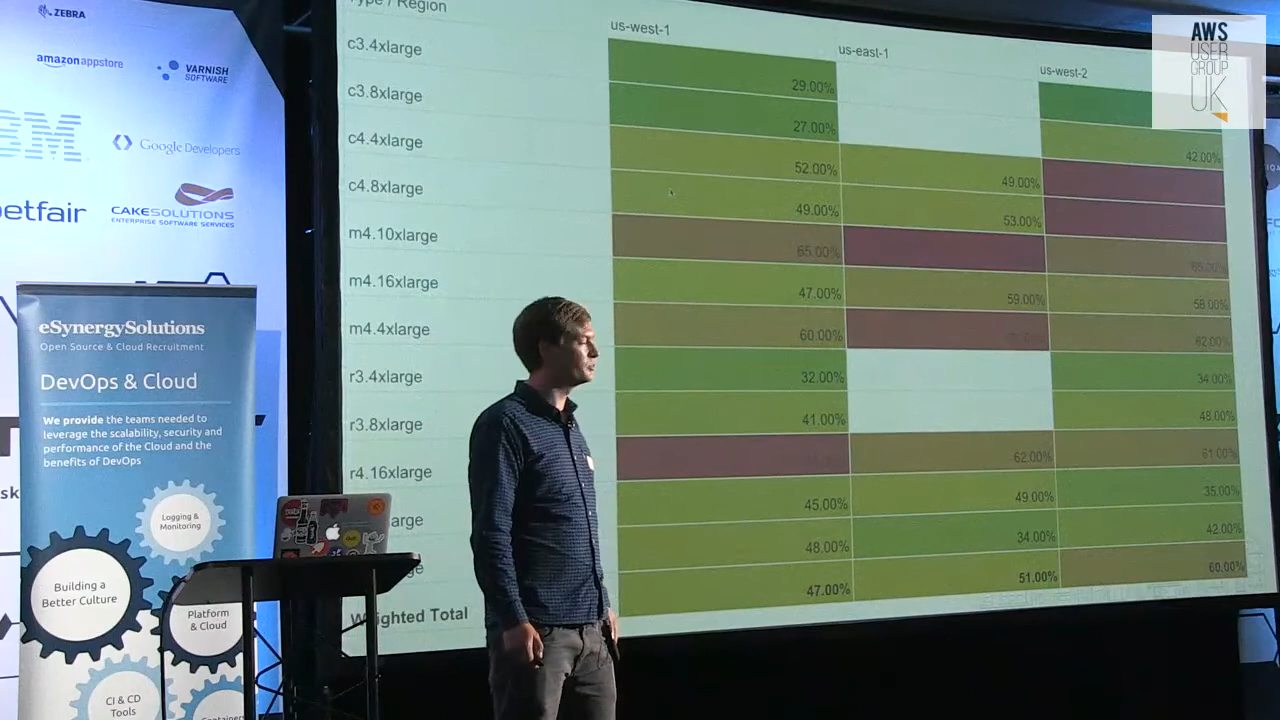 ZEBRA
amazonappstore
VARNISH
SOFTWARE
IBM
Google Developers
betfair
CAKESOLUTIONS
ENTERPRISE SOFTWARE SERVICES
eSynergySolutions
Open Source & Cloud Recruitment
DevOps & Cloud
We provide the teams needed to
leverage the scalability, security and
performance of the Cloud and the
benefits of DevOps
Logging &
Monitoring
Building a
Better Culture
Platform
& Cloud
CI & CD
Tools
Containers
Type / Region
us-west-1
us-east-1
us-west-2
c3.4xlarge
29.00%
c3.8xlarge
27.00%
42.00%
c4.4xlarge
52.00%
49.00%
c4.8xlarge
49.00%
53.00%
m4.10xlarge
65.00%
65.00%
m4.16xlarge
47.00%
59.00%
58.00%
m4.4xlarge
60.00%
62.00%
r3.4xlarge
32.00%
34.00%
r3.8xlarge
41.00%
48.00%
r4.16xlarge
62.00%
61.00%
45.00%
49.00%
35.00%
arge
48.00%
34.00%
42.00%
Weighted Total
47.00%
51.00%
60.00%
AWS
USER
GROUP
UK